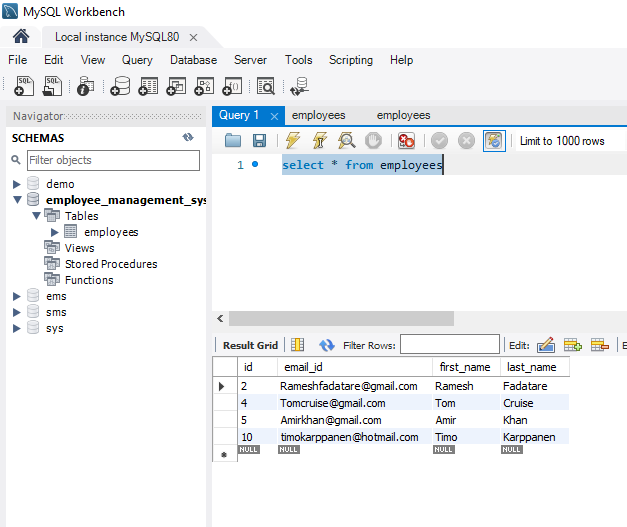 MySQL Workbench
Local instance MySQL80
File Edit View Query Database Server Tools Scripting Help
Navigator
SCHEMAS
Filter objects
demo
employee_management_sys
Tables
employees
Views
Stored Procedures
Functions
ems
sms
sys
Query 1 employees employees
Limit to 1000 rows
1 select * from employees
Result Grid Filter Rows: Edit:
id email_id first_name last_name
2 Rameshfadatare@gmail.com Ramesh Fadatare
4 Tomcruise@gmail.com Tom Cruise
5 Amirkhan@gmail.com Amir Khan
10 timokarppanen@hotmail.com Timo Karppanen
NULL NULL NULL NULL